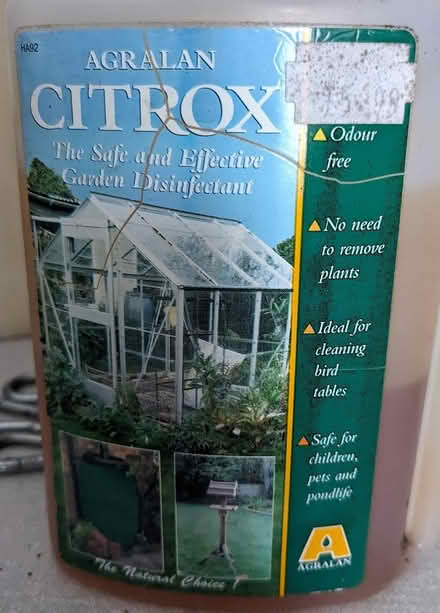 HA92
AGRALAN
CITROX
The Safe and Effective
Garden Disinfectant
Odour
free
No need
to remove
plants
Ideal for
cleaning
bird
tables
Safe for
children,
pets and
pondlife
The Natural Choice
A
AGRALAN